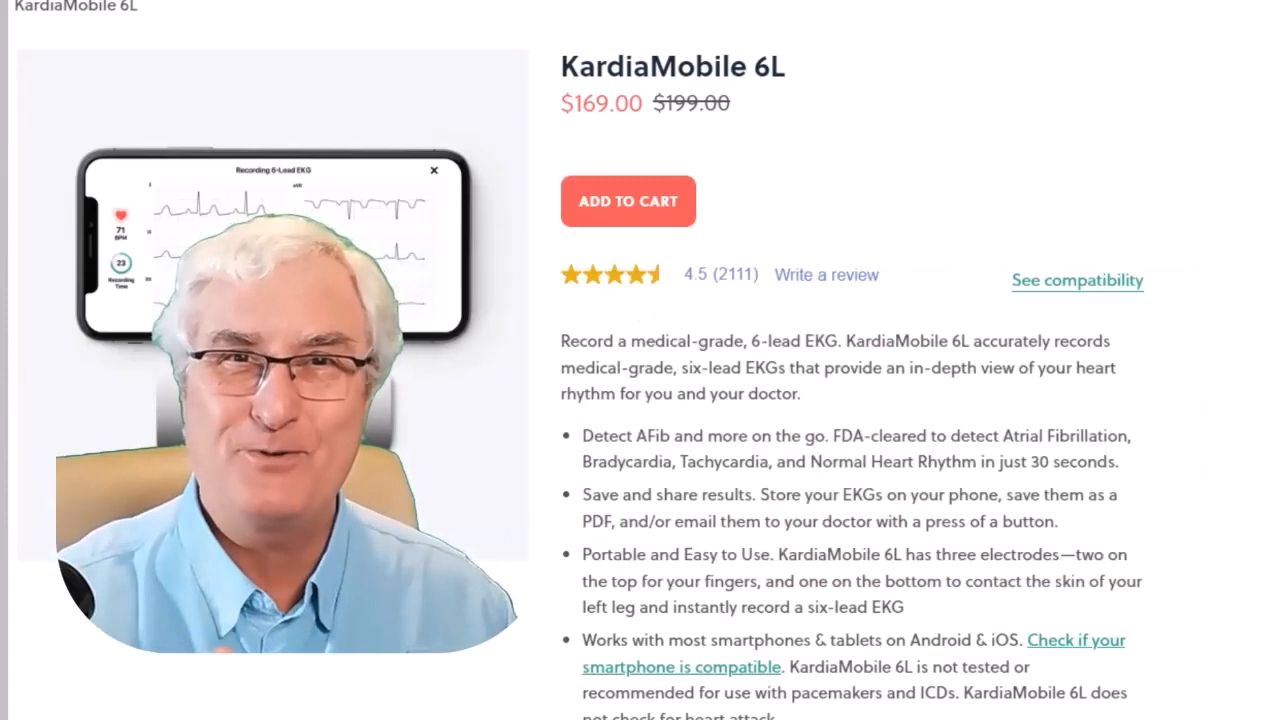 KardiaMobile 6L
KardiaMobile 6L
$169.00 $199.00
ADD TO CART
4.5 (2111) Write a review
See compatibility
Recording 6-Lead EKG
I
aVR
71
BPM
II
23
Recording
Time
Record a medical-grade, 6-lead EKG. KardiaMobile 6L accurately records
medical-grade, six-lead EKGs that provide an in-depth view of your heart
rhythm for you and your doctor.
Detect AFib and more on the go. FDA-cleared to detect Atrial Fibrillation,
Bradycardia, Tachycardia, and Normal Heart Rhythm in just 30 seconds.
Save and share results. Store your EKGs on your phone, save them as a
PDF, and/or email them to your doctor with a press of a button.
Portable and Easy to Use. KardiaMobile 6L has three electrodes—two on
the top for your fingers, and one on the bottom to contact the skin of your
left leg and instantly record a six-lead EKG
Works with most smartphones & tablets on Android & iOS. Check if your
smartphone is compatible. KardiaMobile 6L is not tested or
recommended for use with pacemakers and ICDs. KardiaMobile 6L does
not check for heart attack.